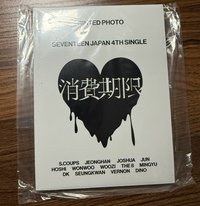 SEVENTEEN JAPAN 4TH SINGLE
消費期限
S.COUPS JEONGHAN JOSHUA JUN
HOSHI WONWOO WOOZI THE 8 MINGYU
DK SEUNGKWAN VERNON DINO